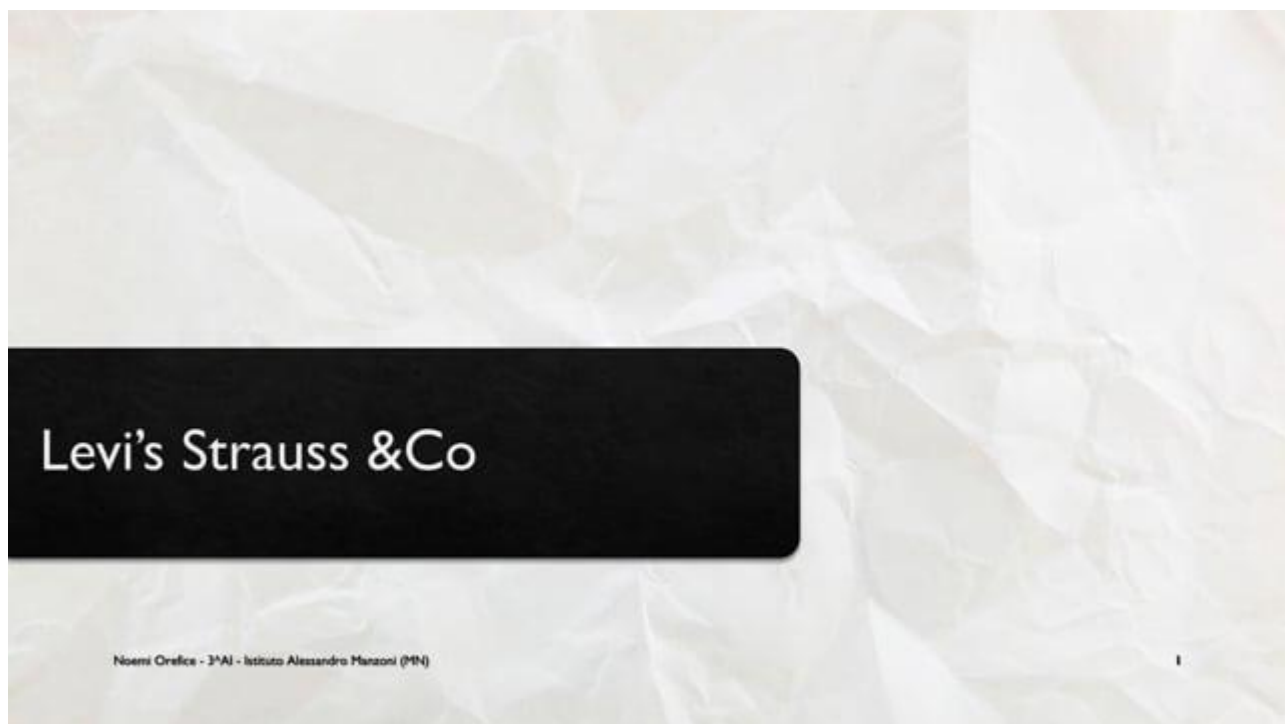 Levi’s Strauss &Co
Noemi Orefice - 3^AI - Istituto Alessandro Manzoni (MN)
1